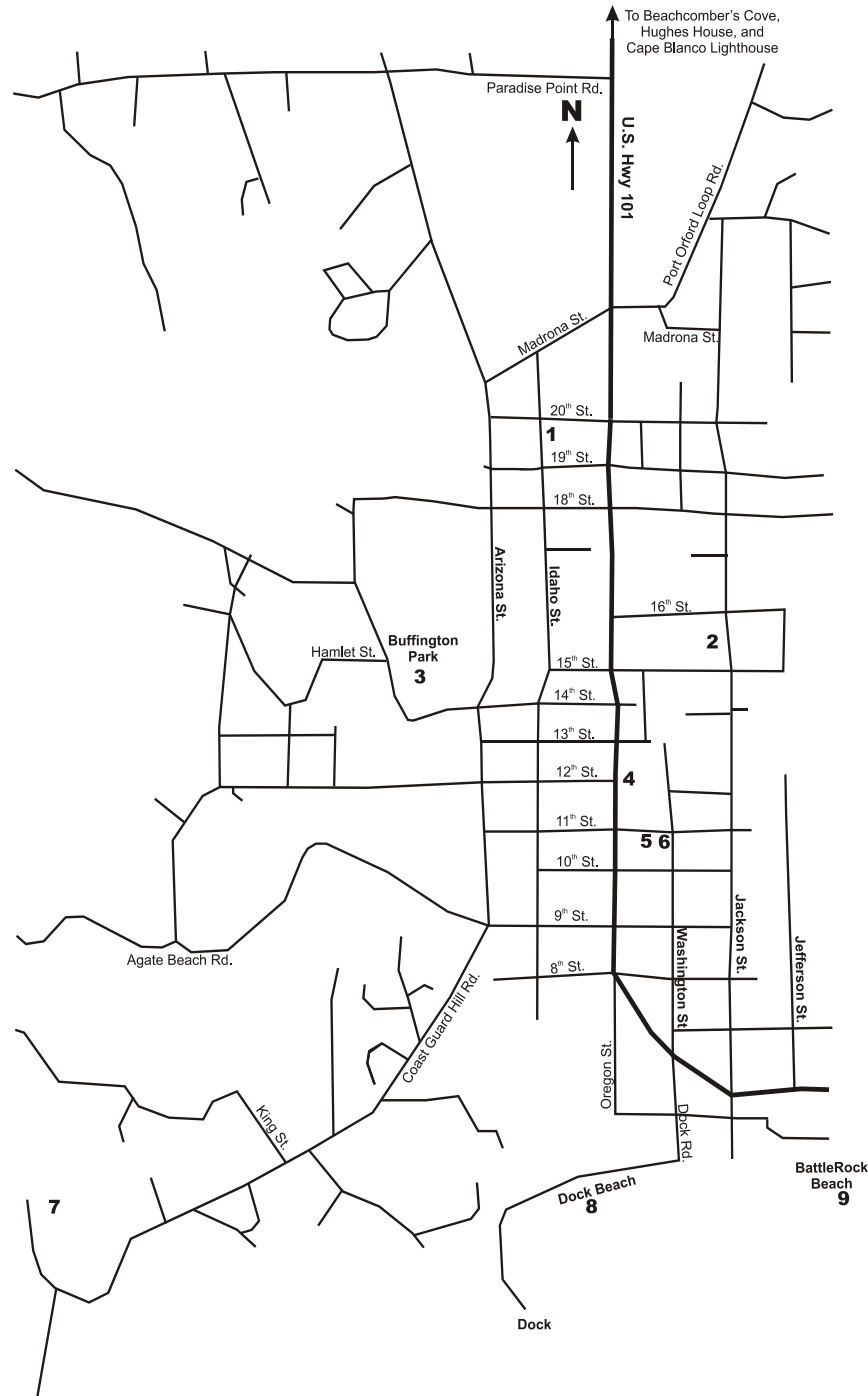 To Beachcomber's Cove,
Hughes House, and
Cape Blanco Lighthouse
Paradise Point Rd.
N
U.S. Hwy 101
Port Orford Loop Rd.
Madrona St.
Madrona St.
20th St.
1
19th St.
18th St.
Arizona St.
Idaho St.
16th St.
2
Buffington
Park
3
Hamlet St.
15th St.
14th St.
13th St.
12th St.
4
11th St.
5 6
10th St.
Jackson St.
9th St.
Washington St
Jefferson St.
Agate Beach Rd.
8th St.
Coast Guard Hill Rd.
Oregon St.
King St.
Dock Rd.
BattleRock
Beach
9
7
Dock Beach
8
Dock